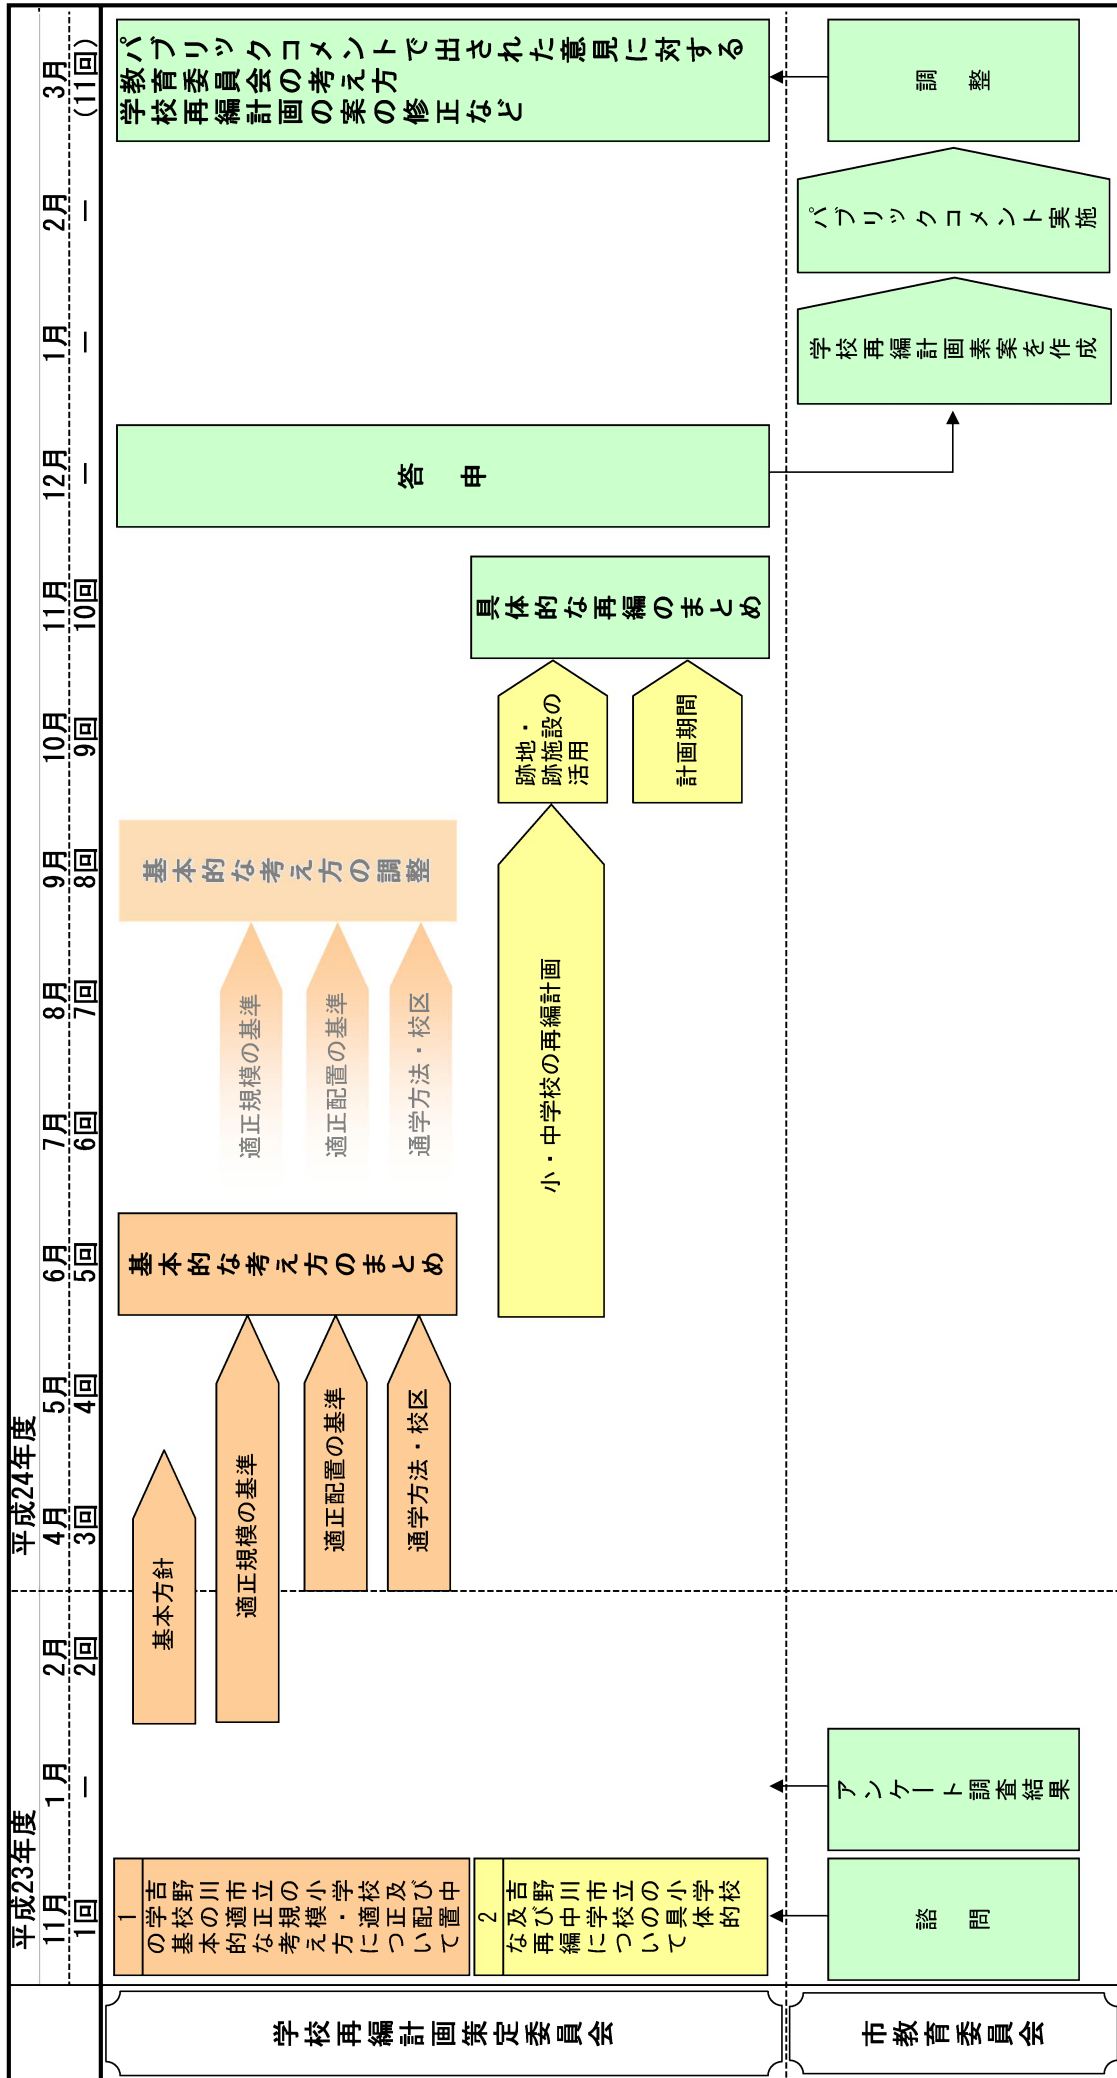 平成23年度
平成24年度
11月
1月
2月
4月
5月
6月
7月
8月
9月
10月
11月
12月
1月
2月
3月
1回
―
2回
3回
4回
5回
6回
7回
8回
9回
10回
―
―
―
(11回)
学校再編計画策定委員会
1
吉野川市立の小学校及び中
学校の適正規模・適正配置
の基本的な考え方について
2
吉野川市立の小学校
及び中学校の具体的
な再編について
基本方針
適正規模の基準
適正配置の基準
通学方法・校区
基本的な考え方のまとめ
適正規模の基準
適正配置の基準
通学方法・校区
基本的な考え方の調整
小・中学校の再編計画
跡地・
跡施設の
活用
計画期間
具体的な再編のまとめ
答申
パブリックコメントで出された意見に対する
教育委員会の考え方
学校再編計画の案の修正など
市教育委員会
諮問
アンケート調査結果
学校再編計画素案を作成
パブリックコメント実施
調整